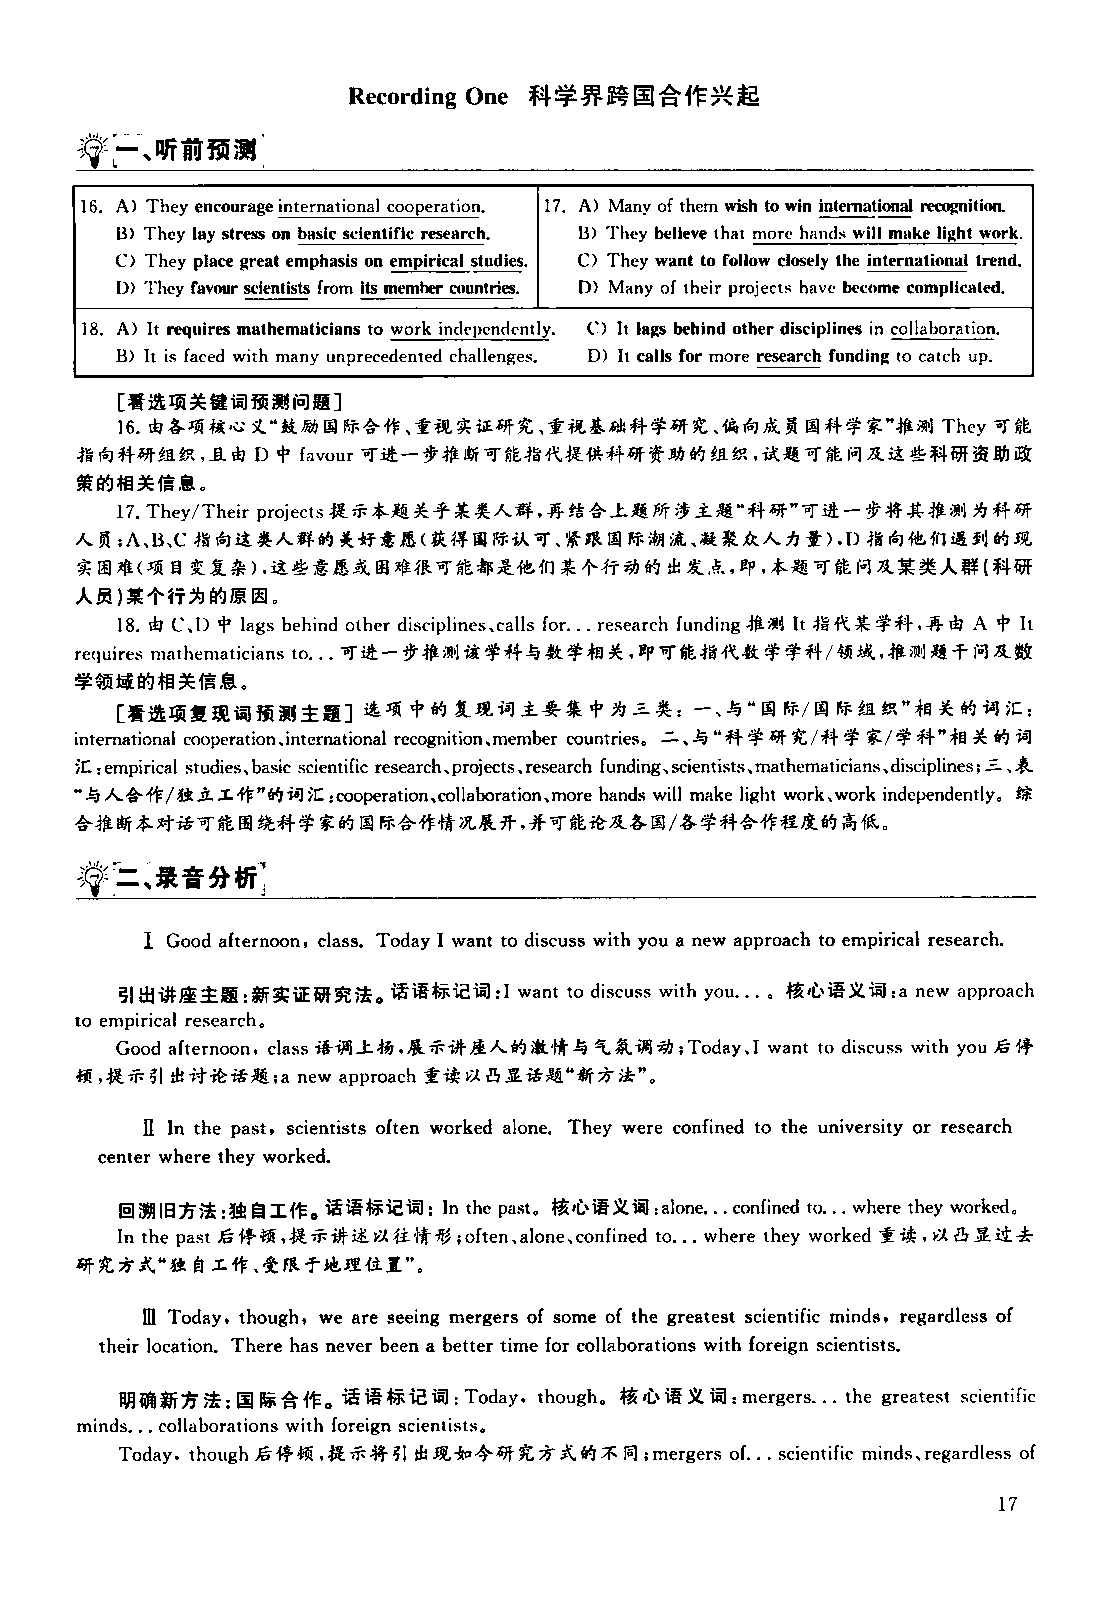 Recording One 科学界跨国合作兴起
一、听前预测
16. A) They encourage international cooperation.
B) They lay stress on basic scientific research.
C) They place great emphasis on empirical studies.
D) They favour scientists from its member countries.
17. A) Many of them wish to win international recognition.
B) They believe that more hands will make light work.
C) They want to follow closely the international trend.
D) Many of their projects have become complicated.
18. A) It requires mathematicians to work independently.
B) It is faced with many unprecedented challenges.
C) It lags behind other disciplines in collaboration.
D) It calls for more research funding to catch up.
[看选项关键词预测问题]
16. 由各项核心义“鼓励国际合作、重视实证研究、重视基础科学研究、偏向成员国科学家”推测 They 可能
指向科研组织,且由 D 中 favour 可进一步推断可能指代提供科研资助的组织,试题可能问及这些科研资助政
策的相关信息。
17. They/Their projects 提示本题关乎某类人群,再结合上题所涉主题“科研”可进一步将其推测为科研
人员;A、B、C 指向这类人群的美好意愿(获得国际认可、紧跟国际潮流、凝聚众人力量),D 指向他们遇到的现
实困难(项目变复杂),这些意愿或困难很可能都是他们某个行动的出发点,即,本题可能问及某类人群(科研
人员)某个行为的原因。
18. 由 C、D 中 lags behind other disciplines、calls for... research funding 推测 It 指代某学科,再由 A 中 It
requires mathematicians to... 可进一步推测该学科与数学相关,即可能指代数学学科/领域,推测题干问及数
学领域的相关信息。
[看选项复现词预测主题] 选项中的复现词主要集中为三类: 一、与“国际/国际组织”相关的词汇:
international cooperation、international recognition、member countries。二、与“科学研究/科学家/学科”相关的词
汇:empirical studies、basic scientific research、projects、research funding、scientists、mathematicians、disciplines;三、表
“与人合作/独立工作”的词汇:cooperation、collaboration、more hands will make light work、work independently。综
合推断本对话可能围绕科学家的国际合作情况展开,并可能论及各国/各学科合作程度的高低。
二、录音分析
Ⅰ Good afternoon, class. Today I want to discuss with you a new approach to empirical research.
引出讲座主题:新实证研究法。话语标记词:I want to discuss with you... 。核心语义词:a new approach
to empirical research。
Good afternoon, class 语调上扬,展示讲座人的激情与气氛调动;Today、I want to discuss with you 后停
顿,提示引出讨论话题;a new approach 重读以凸显话题“新方法”。
Ⅱ In the past, scientists often worked alone. They were confined to the university or research
center where they worked.
回溯旧方法:独自工作。话语标记词: In the past。核心语义词:alone... confined to... where they worked。
In the past 后停顿,提示讲述以往情形;often、alone、confined to... where they worked 重读,以凸显过去
研究方式“独自工作、受限于地理位置”。
Ⅲ Today, though, we are seeing mergers of some of the greatest scientific minds, regardless of
their location. There has never been a better time for collaborations with foreign scientists.
明确新方法:国际合作。话语标记词: Today, though。核心语义词:mergers... the greatest scientific
minds... collaborations with foreign scientists。
Today, though 后停顿,提示将引出现如今研究方式的不同;mergers of... scientific minds、regardless of
17